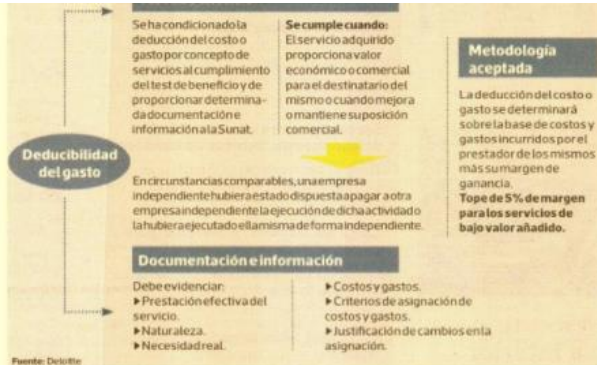 Se ha condicionado la
deducción del costo o
gasto por concepto de
servicios al cumplimiento
del test de beneficio y de
proporcionar determina-
da documentación e
información a la Sunat.
Se cumple cuando:
El servicio adquirido
proporciona valor
económico o comercial
para el destinatario del
mismo o cuando mejora
o mantiene su posición
comercial.
Metodología
aceptada
La deducción del costo o
gasto se determinará
sobre la base de costos y
gastos incurridos por el
prestador de los mismos
más su margen de
ganancia.
Tope de 5% de margen
para los servicios de
bajo valor añadido.
Deducibilidad
del gasto
En circunstancias comparables, una empresa
independiente hubiera estado dispuesta a pagar a otra
empresa independiente la ejecución de dicha actividad o
la hubiera ejecutado ella misma de forma independiente.
Documentación e información
Debe evidenciar:
▶ Prestación efectiva del
servicio.
▶ Naturaleza.
▶ Necesidad real.
▶ Costos y gastos.
▶ Criterios de asignación de
costos y gastos.
▶ Justificación de cambios en la
asignación.
Fuente: Deloitte